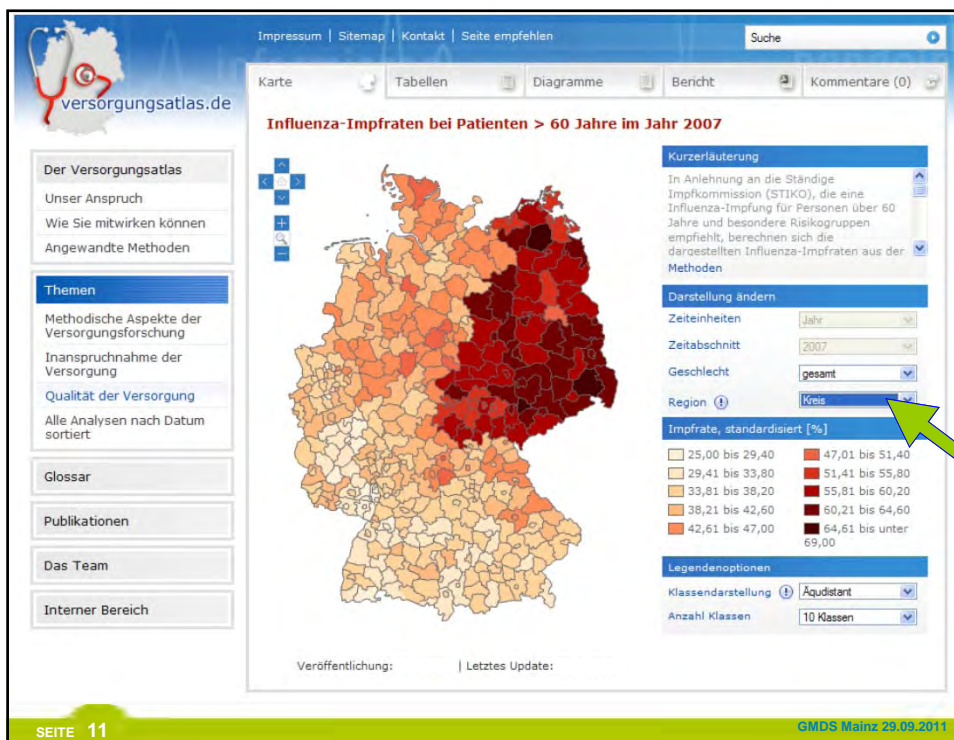 Impressum | Sitemap | Kontakt | Seite empfehlen
Suche
versorgungsatlas.de
Karte
Tabellen
Diagramme
Bericht
Kommentare (0)
Influenza-Impfraten bei Patienten > 60 Jahre im Jahr 2007
Der Versorgungsatlas
Unser Anspruch
Wie Sie mitwirken können
Angewandte Methoden
Themen
Methodische Aspekte der
Versorgungsforschung
Inanspruchnahme der
Versorgung
Qualität der Versorgung
Alle Analysen nach Datum
sortiert
Glossar
Publikationen
Das Team
Interner Bereich
Kurzerläuterung
In Anlehnung an die Ständige
Impfkommission (STIKO), die eine
Influenza-Impfung für Personen über 60
Jahre und besondere Risikogruppen
empfiehlt, berechnen sich die
dargestellten Influenza-Impfraten aus der
Methoden
Darstellung ändern
Zeiteinheiten Jahr
Zeitabschnitt 2007
Geschlecht gesamt
Region Kreis
Impfrate, standardisiert [%]
25,00 bis 29,40
29,41 bis 33,80
33,81 bis 38,20
38,21 bis 42,60
42,61 bis 47,00
47,01 bis 51,40
51,41 bis 55,80
55,81 bis 60,20
60,21 bis 64,60
64,61 bis unter
69,00
Legendenoptionen
Klassendarstellung Äqudistant
Anzahl Klassen 10 Klassen
Veröffentlichung: | Letztes Update:
SEITE 11
GMDS Mainz 29.09.2011